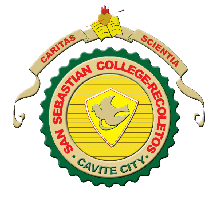 CARITAS
SCIENTIA
SAN SEBASTIAN COLLEGE-RECOLETOS
• CAVITE CITY •